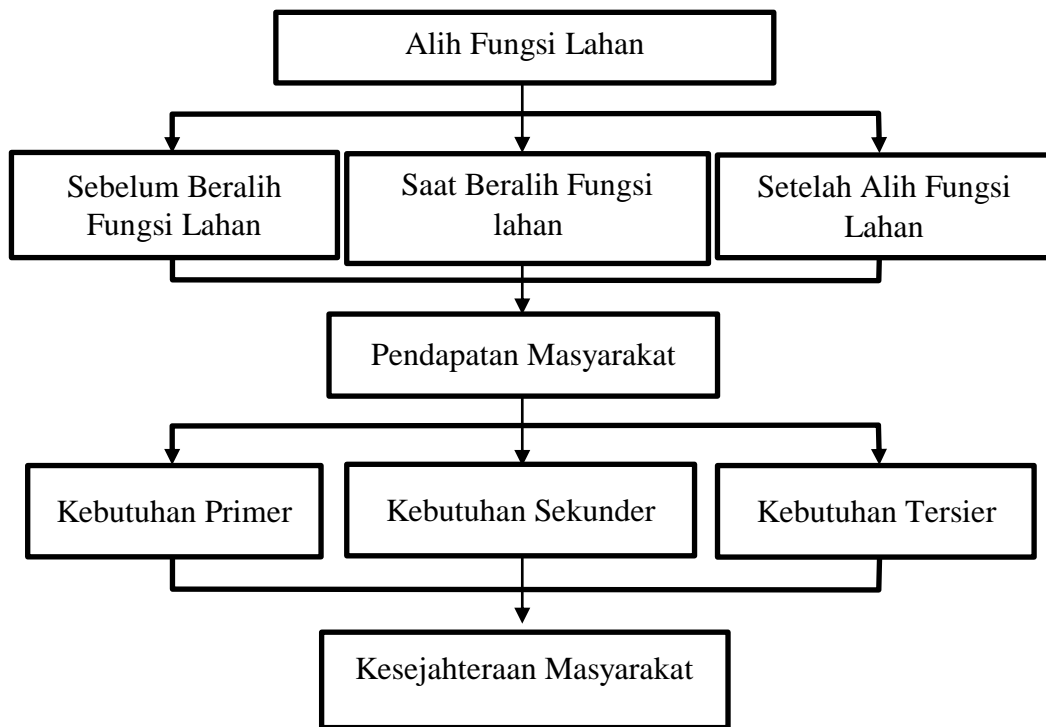 Alih Fungsi Lahan
Sebelum Beralih
Fungsi Lahan
Saat Beralih Fungsi
lahan
Setelah Alih Fungsi
Lahan
Pendapatan Masyarakat
Kebutuhan Primer
Kebutuhan Sekunder
Kebutuhan Tersier
Kesejahteraan Masyarakat